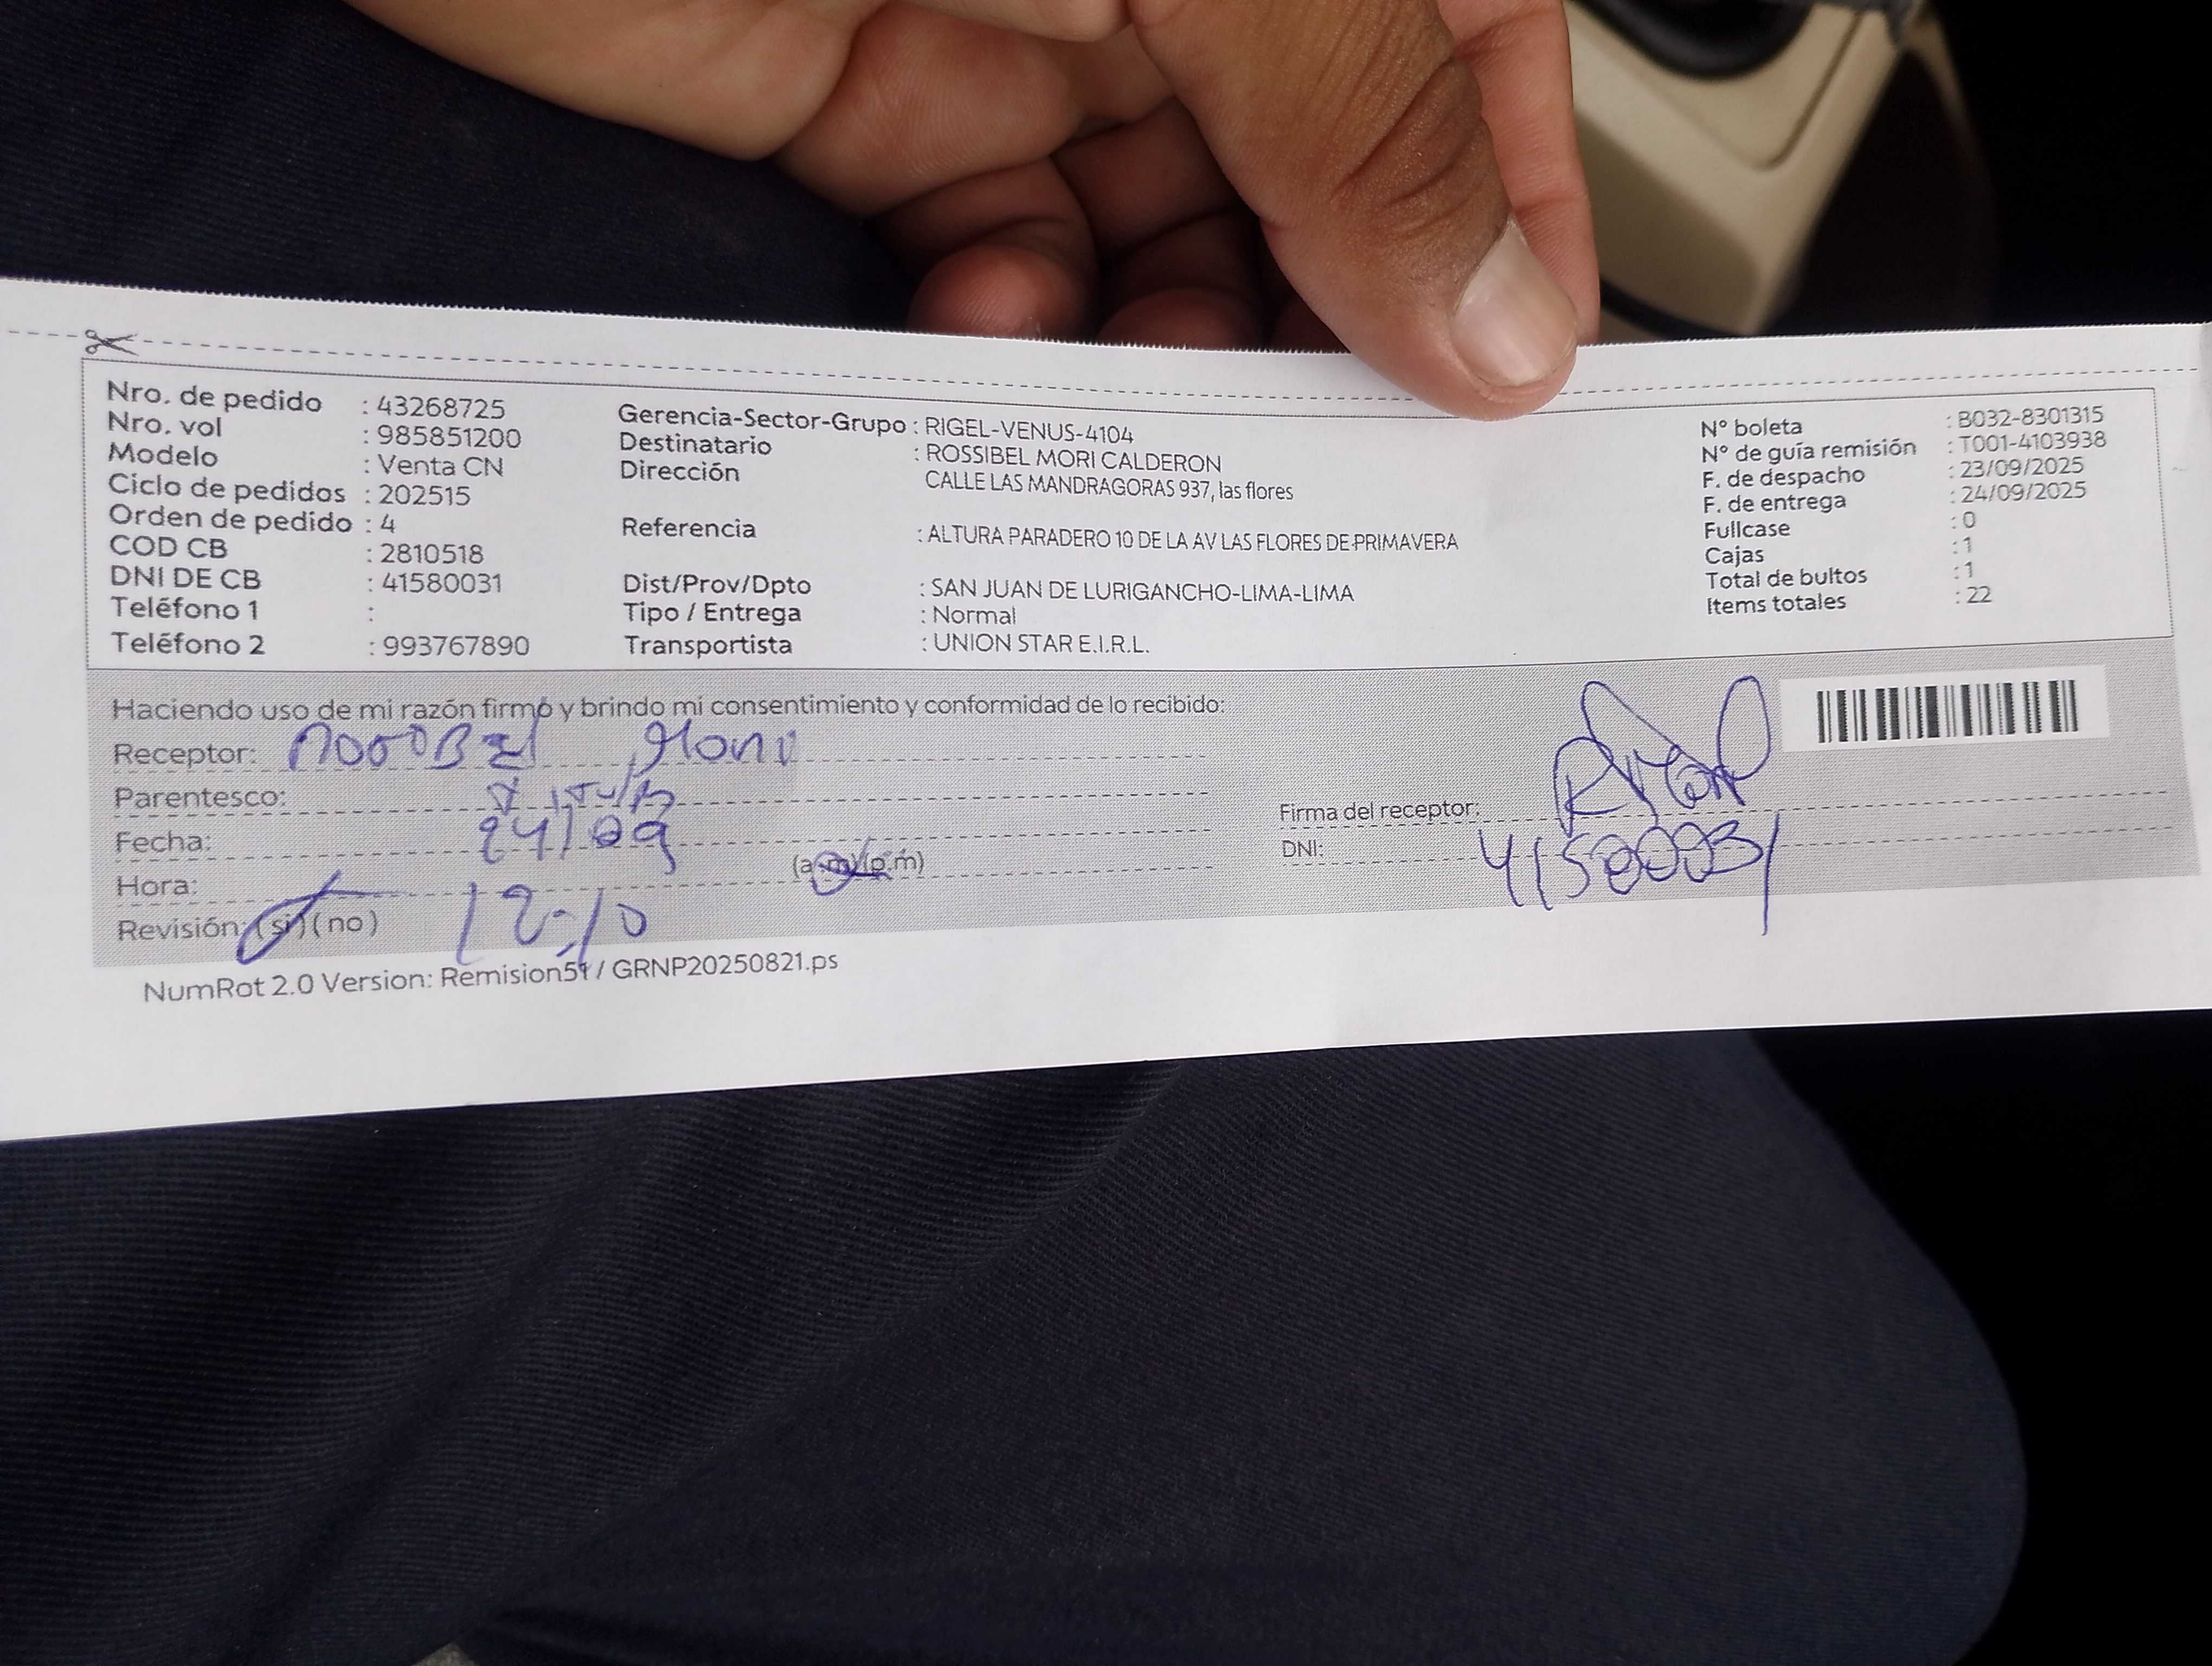 Nro. de pedido : 43268725
Nro. vol : 985851200
Modelo : Venta CN
Ciclo de pedidos : 202515
Orden de pedido : 4
COD CB : 2810518
DNI DE CB : 41580031
Teléfono 1 :
Teléfono 2 : 993767890
Gerencia-Sector-Grupo : RIGEL-VENUS-4104
Destinatario : ROSSIBEL MORI CALDERON
Dirección CALLE LAS MANDRAGORAS 937, las flores
Referencia : ALTURA PARADERO 10 DE LA AV LAS FLORES DE PRIMAVERA
Dist/Prov/Dpto : SAN JUAN DE LURIGANCHO-LIMA-LIMA
Tipo / Entrega : Normal
Transportista : UNION STAR E.I.R.L.
N° boleta : B032-8301315
N° de guía remisión : T001-4103938
F. de despacho : 23/09/2025
F. de entrega : 24/09/2025
Fullcase : 0
Cajas : 1
Total de bultos : 1
Items totales : 22
Haciendo uso de mi razón firmo y brindo mi consentimiento y conformidad de lo recibido:
Receptor:
Parentesco:
Fecha: 24/09
Hora: (a.m) (p.m)
Revisión: (si) (no) 12:10
Firma del receptor:
DNI: 41580031
NumRot 2.0 Version: Remision51 / GRNP20250821.ps